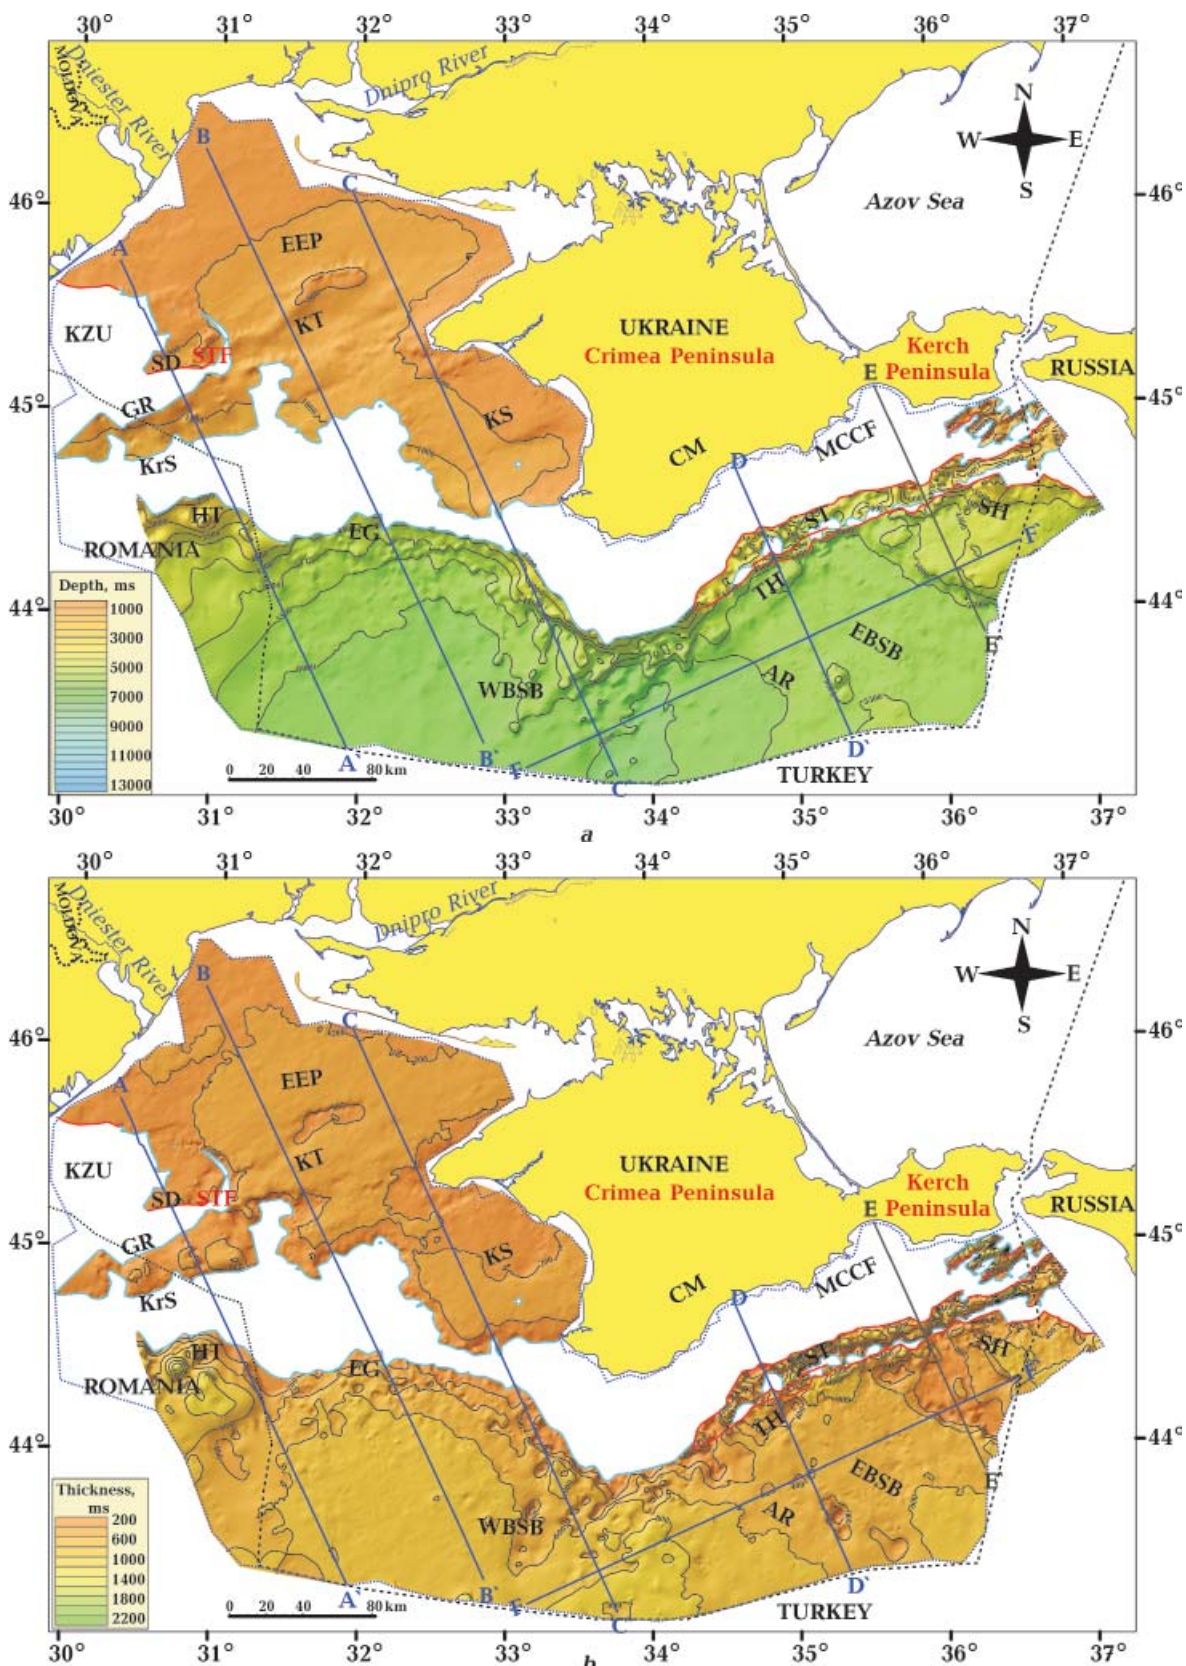 30° 31° 32° 33° 34° 35° 36° 37°
MOLDOVA
Dniester River
Dnipro River
N
W E
S
B
C
46° 46°
Azov Sea
A
EEP
KZU
KT
UKRAINE
Crimea Peninsula
Kerch
Peninsula
RUSSIA
SD STF
E
45° 45°
GR
KS
KrS
CM
MCCF
D
HT
EG
ST
SH
ROMANIA
F
TH
44° 44°
Depth, ms
1000
3000
5000
7000
9000
11000
13000
EBSB
E`
WBSB
AR
A`
B`
F`
C`
D`
0 20 40 80 km
TURKEY
30° 31° 32° 33° 34° 35° 36° 37°
a
30° 31° 32° 33° 34° 35° 36° 37°
MOLDOVA
Dniester River
Dnipro River
N
W E
S
B
C
46° 46°
Azov Sea
A
EEP
KZU
KT
UKRAINE
Crimea Peninsula
Kerch
Peninsula
RUSSIA
SD STF
E
45° 45°
GR
KS
KrS
CM
MCCF
D
HT
EG
ST
SH
ROMANIA
F
TH
44° 44°
Thickness,
ms
200
600
1000
1400
1800
2200
EBSB
E`
WBSB
AR
A`
B`
F`
C`
D`
0 20 40 80 km
TURKEY
30° 31° 32° 33° 34° 35° 36° 37°
b